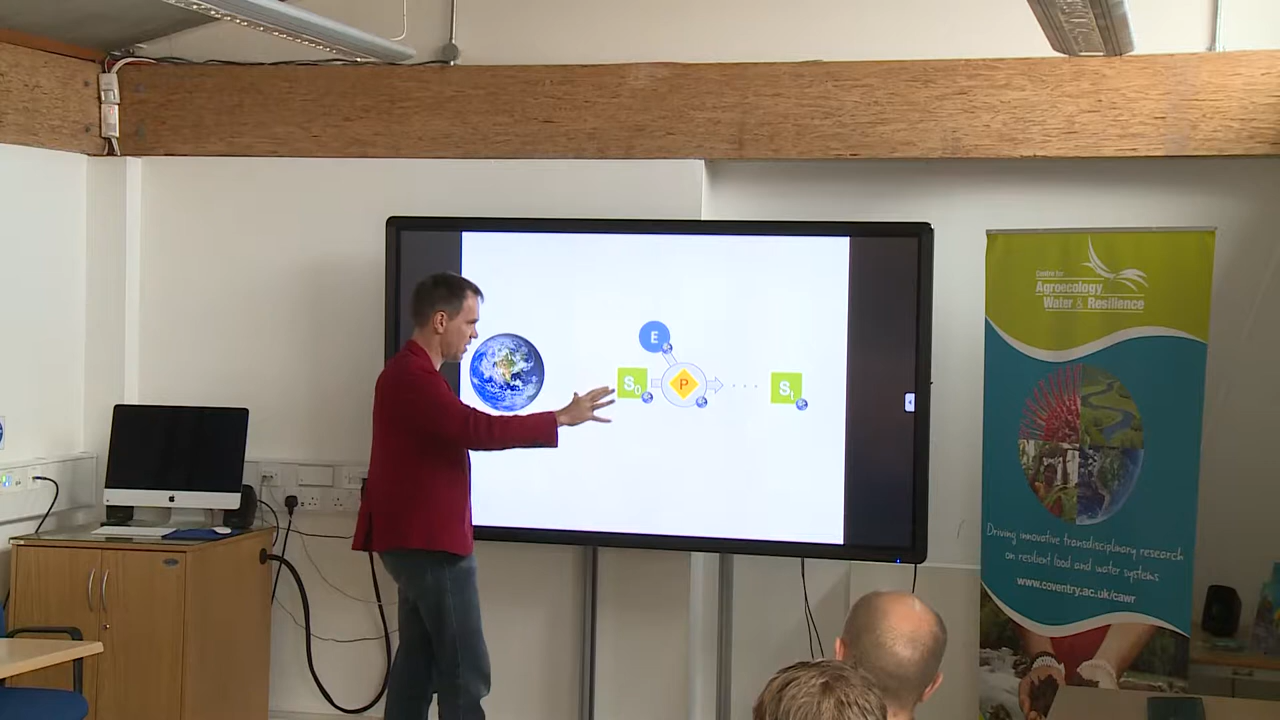 E
S0
P
St
Centre for
Agroecology
Water & Resilience
Driving innovative transdisciplinary research
on resilient food and water systems
www.coventry.ac.uk/cawr